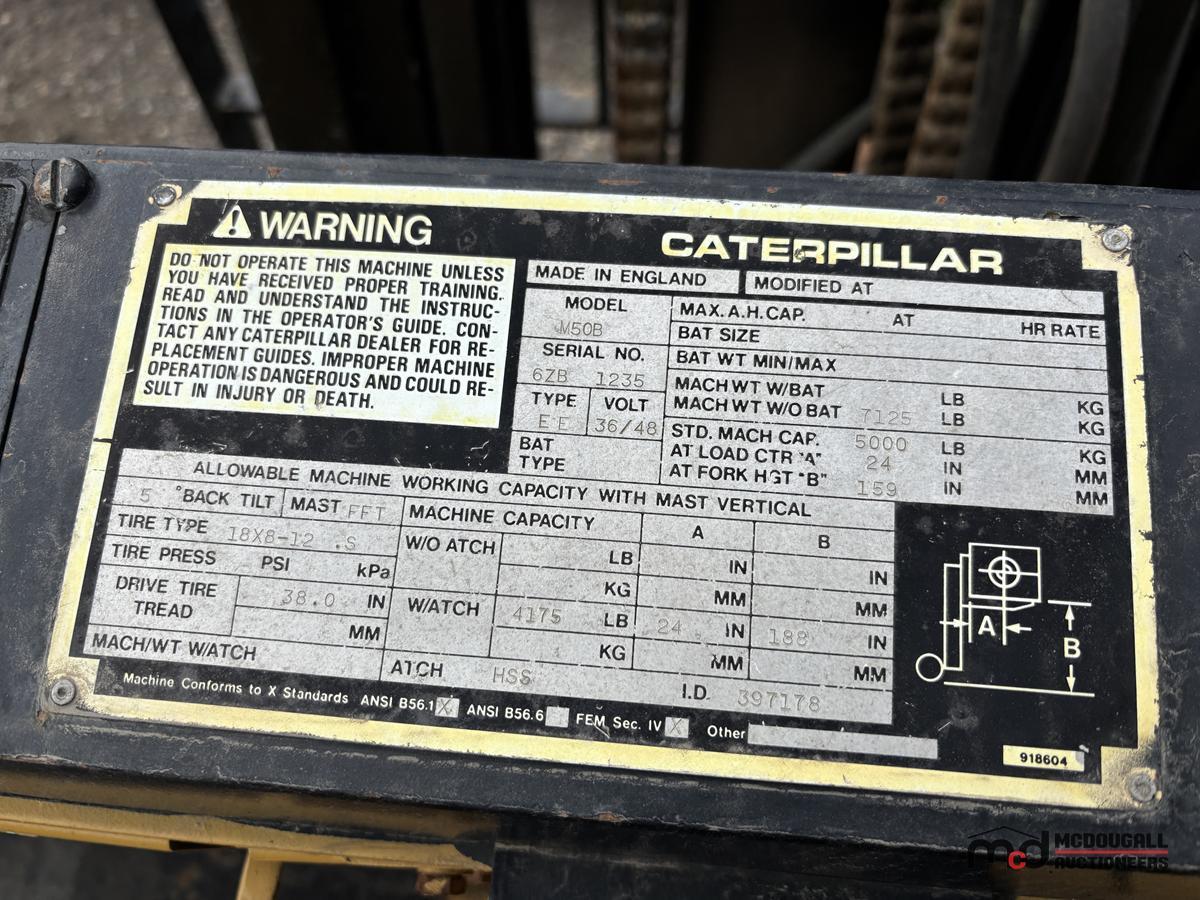 WARNING
DO NOT OPERATE THIS MACHINE UNLESS
YOU HAVE RECEIVED PROPER TRAINING.
READ AND UNDERSTAND THE INSTRUC-
TIONS IN THE OPERATOR'S GUIDE. CON-
TACT ANY CATERPILLAR DEALER FOR RE-
PLACEMENT GUIDES. IMPROPER MACHINE
OPERATION IS DANGEROUS AND COULD RE-
SULT IN INJURY OR DEATH.
CATERPILLAR
MADE IN ENGLAND MODIFIED AT
MODEL
M50B
SERIAL NO.
6ZB 1235
TYPE VOLT
EE 36/48
BAT
TYPE
MAX. A.H. CAP. AT HR RATE
BAT SIZE
BAT WT MIN/MAX
MACH WT W/BAT LB KG
MACH WT W/O BAT 7125 LB KG
STD. MACH CAP. 5000 LB KG
AT LOAD CTR "A" 24 IN MM
AT FORK HGT "B" 159 IN MM
ALLOWABLE MACHINE WORKING CAPACITY WITH MAST VERTICAL
5 °BACK TILT MAST FFT
TIRE TYPE 18X8-12 .S
TIRE PRESS PSI kPa
DRIVE TIRE
TREAD
38.0 IN
MM
MACH/WT W/ATCH
MACHINE CAPACITY A B
W/O ATCH LB IN IN
KG MM MM
W/ATCH 4175 LB 24 IN 188 IN
KG MM MM
ATCH HSS I.D. 397178
A
B
Machine Conforms to X Standards ANSI B56.1 X ANSI B56.6 FEM Sec. IV X Other
918604
mcd MCDOUGALL
AUCTIONEERS